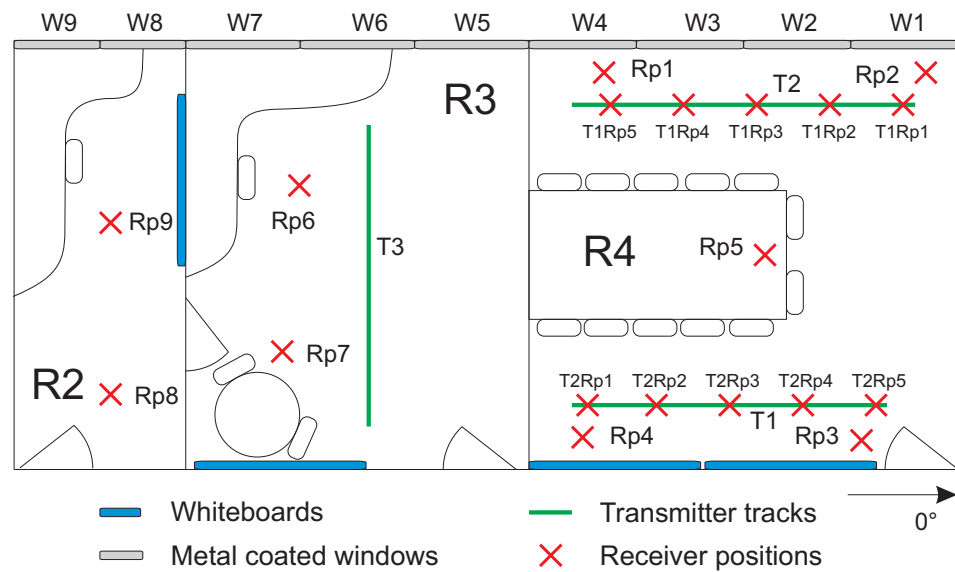 W9 W8 W7 W6 W5 W4 W3 W2 W1
Rp1 Rp2
R3 T2
T1Rp5 T1Rp4 T1Rp3 T1Rp2 T1Rp1
Rp9 Rp6
T3 R4 Rp5
Rp7
R2 Rp8
T2Rp1 T2Rp2 T2Rp3 T2Rp4 T2Rp5
T1
Rp4 Rp3
Whiteboards Transmitter tracks
0°
Metal coated windows Receiver positions